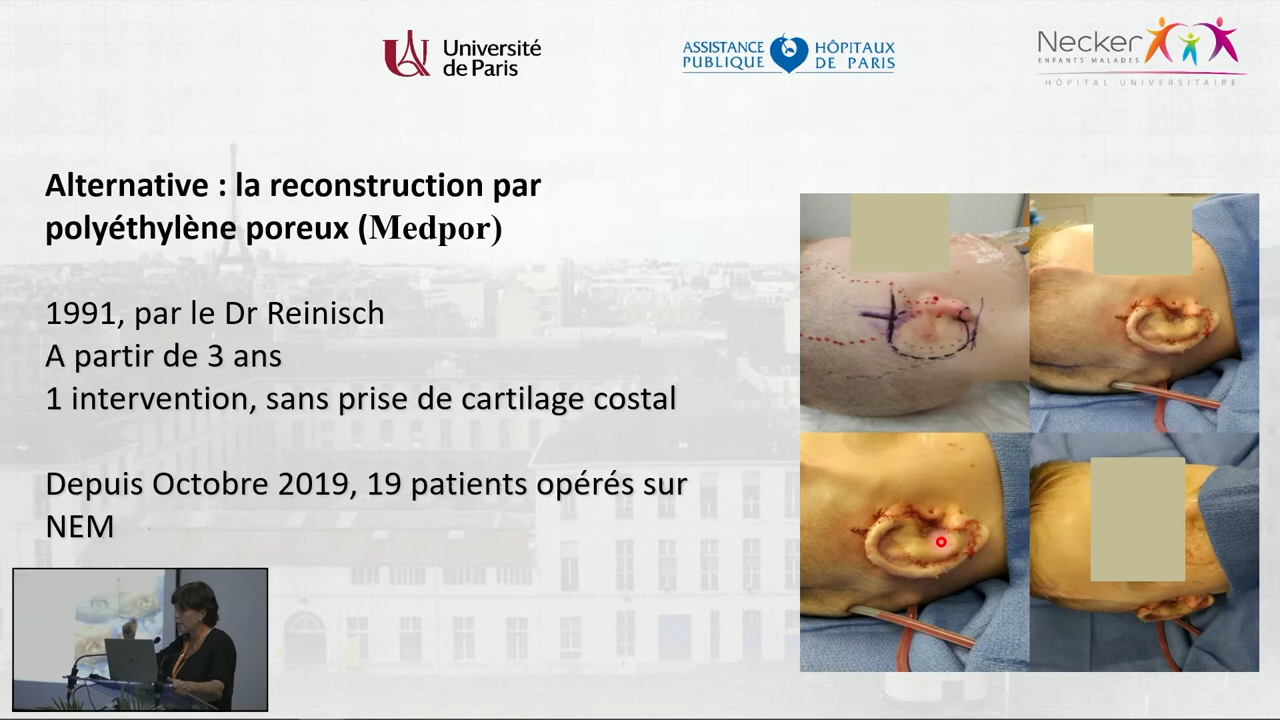 Université
de Paris
ASSISTANCE HÔPITAUX
PUBLIQUE DE PARIS
Necker
ENFANTS MALADES
HÔPITAL UNIVERSITAIRE
Alternative : la reconstruction par
polyéthylène poreux (Medpor)
1991, par le Dr Reinisch
A partir de 3 ans
1 intervention, sans prise de cartilage costal
Depuis Octobre 2019, 19 patients opérés sur
NEM